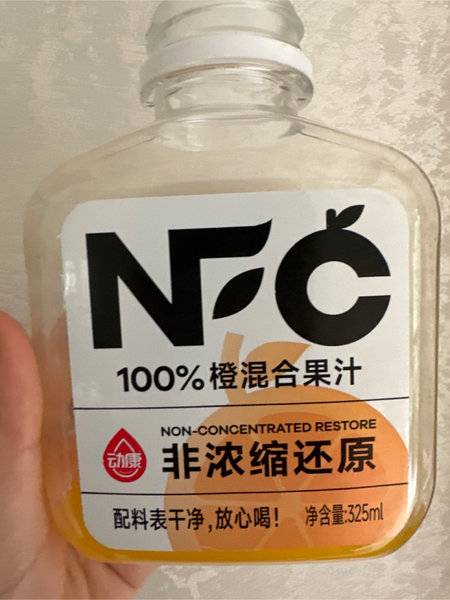 NFC
100%橙混合果汁
NON-CONCENTRATED RESTORE
动康
非浓缩还原
配料表干净,放心喝! 净含量:325ml